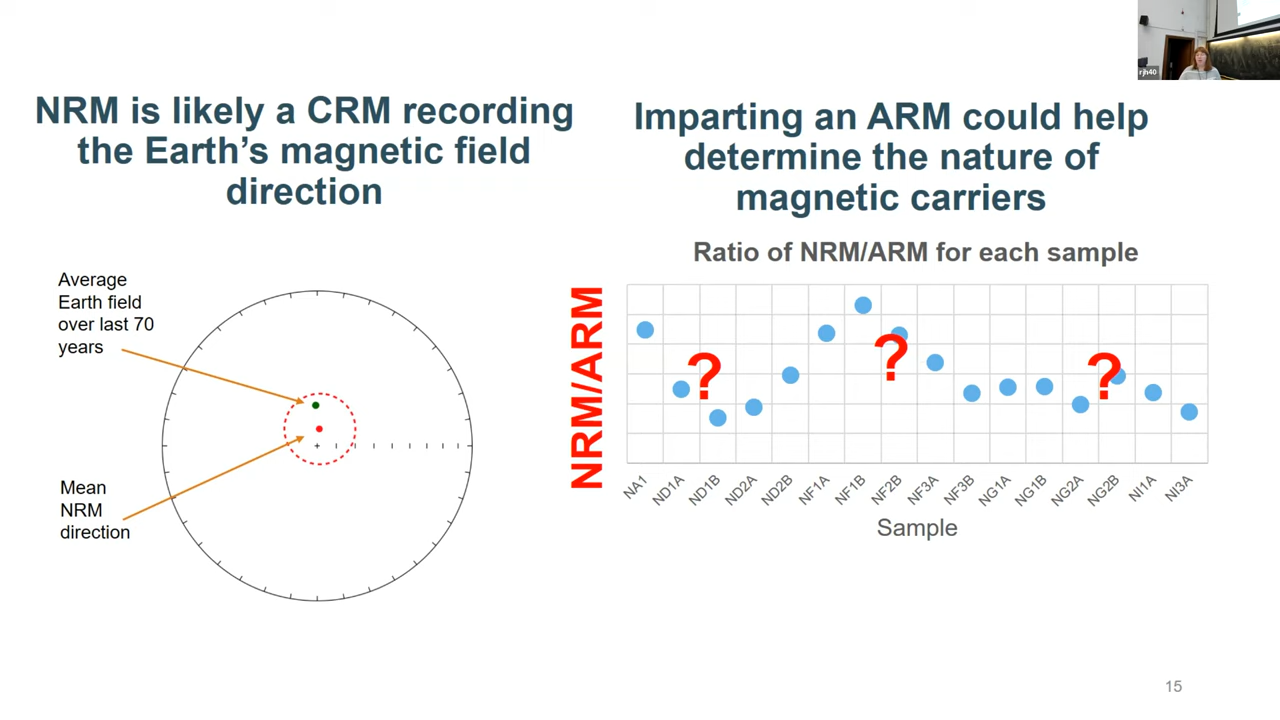 rjh40
NRM is likely a CRM recording
the Earth's magnetic field
direction
Imparting an ARM could help
determine the nature of
magnetic carriers
Average
Earth field
over last 70
years
Mean
NRM
direction
Ratio of NRM/ARM for each sample
NRM/ARM
?
?
?
NA1
ND1A
ND1B
ND2A
ND2B
NF1A
NF1B
NF2B
NF3A
NF3B
NG1A
NG1B
NG2A
NG2B
NI1A
NI3A
Sample
15